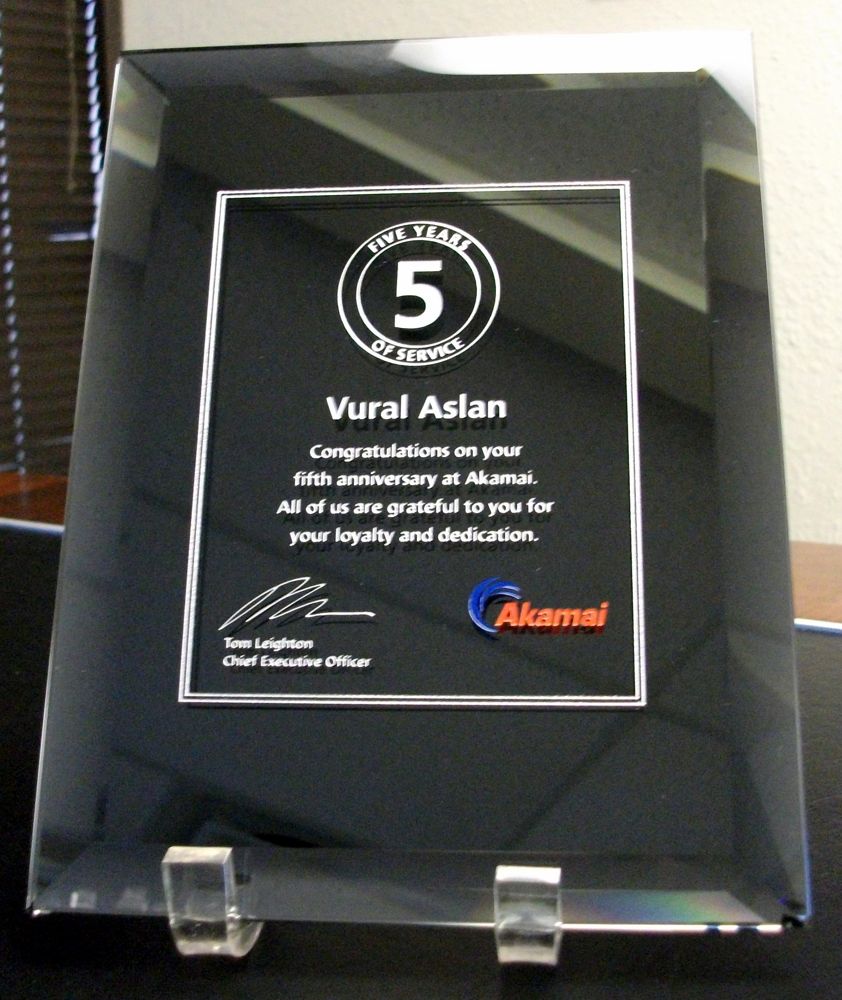 FIVE YEARS
5
OF SERVICE
Vural Aslan
Congratulations on your
fifth anniversary at Akamai.
All of us are grateful to you for
your loyalty and dedication.
Akamai
Tom Leighton
Chief Executive Officer